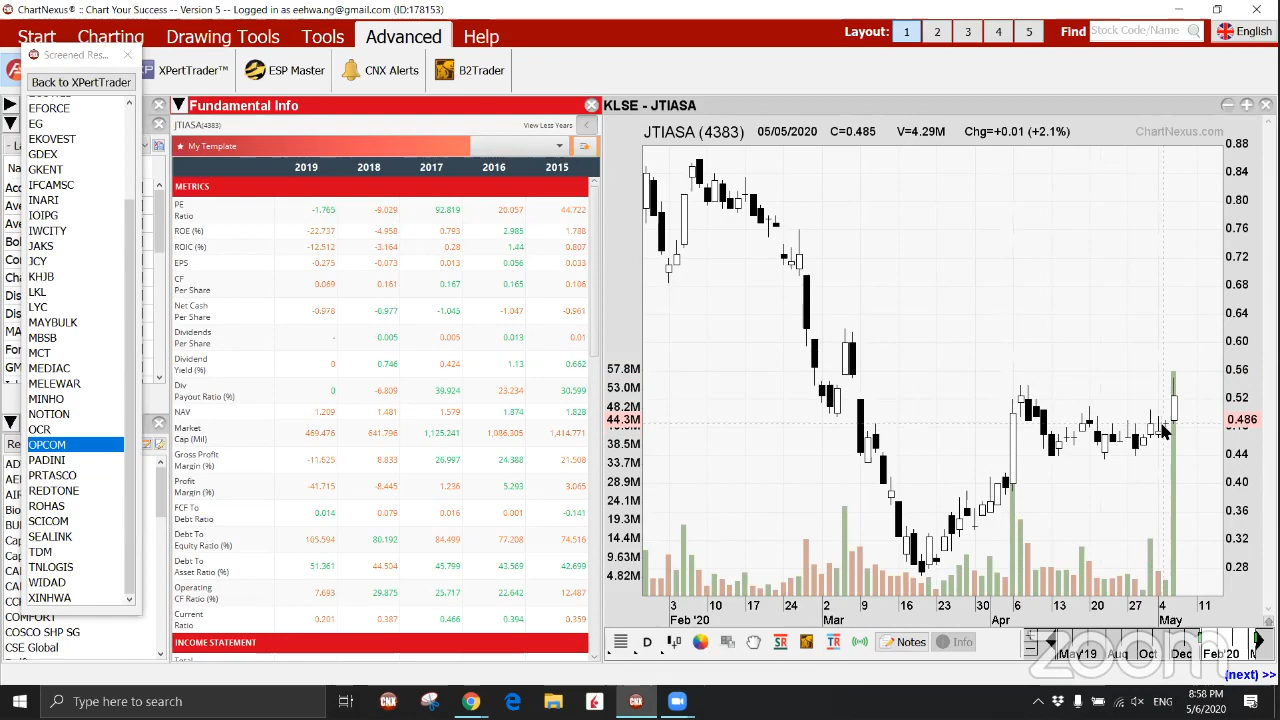 ChartNexus® :: Chart Your Success -- Version 5 -- Logged in as eehwa.ng@gmail.com (ID:178153)
Start Charting Drawing Tools Tools Advanced Help
Layout: 1 2 3 4 5 Find Stock Code/Name English
Screened Res...
XPertTrader™ ESP Master CNX Alerts B2Trader
Back to XPertTrader
EFORCE
EG
EKOVEST
GDEX
GKENT
IFCAMSC
INARI
IOIPG
IWCITY
JAKS
JCY
KHJB
LKL
LYC
MAYBULK
MBSB
MCT
MEDIAC
MELEWAR
MINHO
NOTION
OCR
OPCOM
PADINI
PRTASCO
REDTONE
ROHAS
SCICOM
SEALINK
TDM
TNLOGIS
WIDAD
XINHWA
COMFORT
COSCO SHP SG
CSE Global
Fundamental Info
JTIASA(4383) View Less Years
My Template
2019 2018 2017 2016 2015
METRICS
PE Ratio -1.765 -9.029 92.819 20.057 44.722
ROE (%) -22.737 -4.958 0.793 2.985 1.788
ROIC (%) -12.512 -3.164 0.28 1.44 0.807
EPS -0.275 -0.073 0.013 0.056 0.033
CF Per Share 0.069 0.161 0.167 0.165 0.106
Net Cash Per Share -0.978 -0.977 -1.045 -1.047 -0.961
Dividends Per Share - 0.005 0.005 0.013 0.01
Dividend Yield (%) 0 0.746 0.424 1.13 0.662
Div Payout Ratio (%) 0 -6.809 39.924 23.234 30.599
NAV 1.209 1.481 1.579 1.874 1.828
Market Cap (Mil) 469.476 641.796 1,125.241 1,086.305 1,414.771
Gross Profit Margin (%) -11.625 8.833 26.997 24.388 21.508
Profit Margin (%) -41.715 -8.445 1.236 5.293 3.065
FCF To Debt Ratio 0.014 0.079 0.016 0.001 -0.141
Debt To Equity Ratio (%) 105.594 80.192 84.499 77.208 74.516
Debt To Asset Ratio (%) 51.361 44.504 45.799 43.569 42.699
Operating CF Ratio (%) 7.693 29.875 25.717 22.642 12.487
Current Ratio 0.201 0.387 0.466 0.394 0.359
INCOME STATEMENT
KLSE - JTIASA
JTIASA (4383) 05/05/2020 C=0.485 V=4.29M Chg=+0.01 (+2.1%) ChartNexus.com
0.88
0.84
0.80
0.76
0.72
0.68
0.64
0.60
57.8M 0.56
53.0M
48.2M 0.52
44.3M 0.486
38.5M
33.7M
28.9M 0.40
24.1M
19.3M 0.36
14.4M 0.32
9.63M
4.82M 0.28
3 10 17 24 2 9 16 23 30 6 13 20 27 4 11
Feb '20 Mar Apr May
D SR TR Notes Info
May'19 Aug Oct Dec Feb'20
zoom
(next) >>
Type here to search
ENG
8:58 PM
5/6/2020